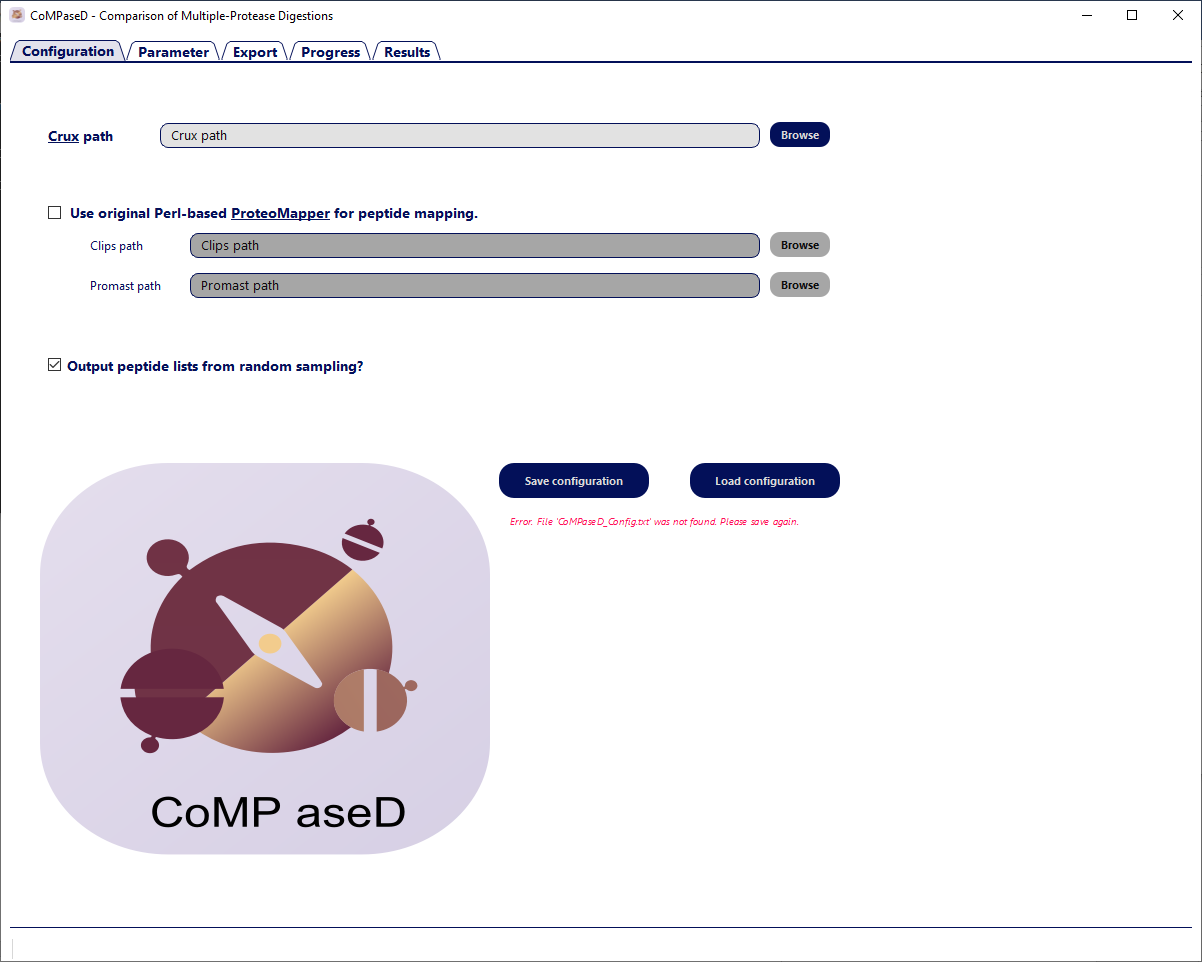 CoMPaseD - Comparison of Multiple-Protease Digestions
Configuration Parameter Export Progress Results
Crux path Crux path Browse
Use original Perl-based ProteoMapper for peptide mapping.
Clips path Clips path Browse
Promast path Promast path Browse
Output peptide lists from random sampling?
Save configuration Load configuration
Error. File 'CoMPaseD_Config.txt' was not found. Please save again.
CoMP aseD